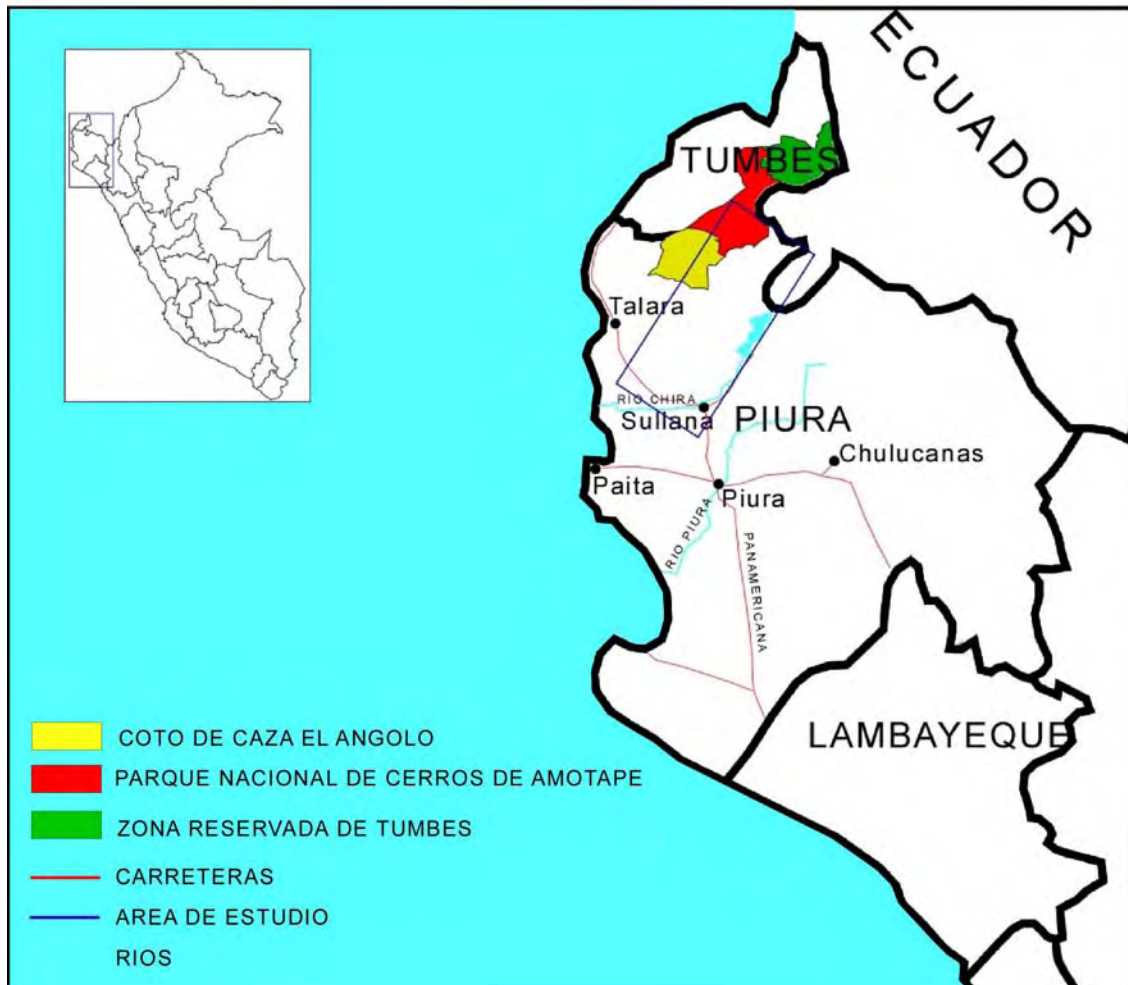 ECUADOR
TUMBES
Talara
RIO CHIRA
Sullana
PIURA
Chulucanas
Paita
Piura
RIO PIURA
PANAMERICANA
LAMBAYEQUE
COTO DE CAZA EL ANGOLO
PARQUE NACIONAL DE CERROS DE AMOTAPE
ZONA RESERVADA DE TUMBES
CARRETERAS
AREA DE ESTUDIO
RIOS